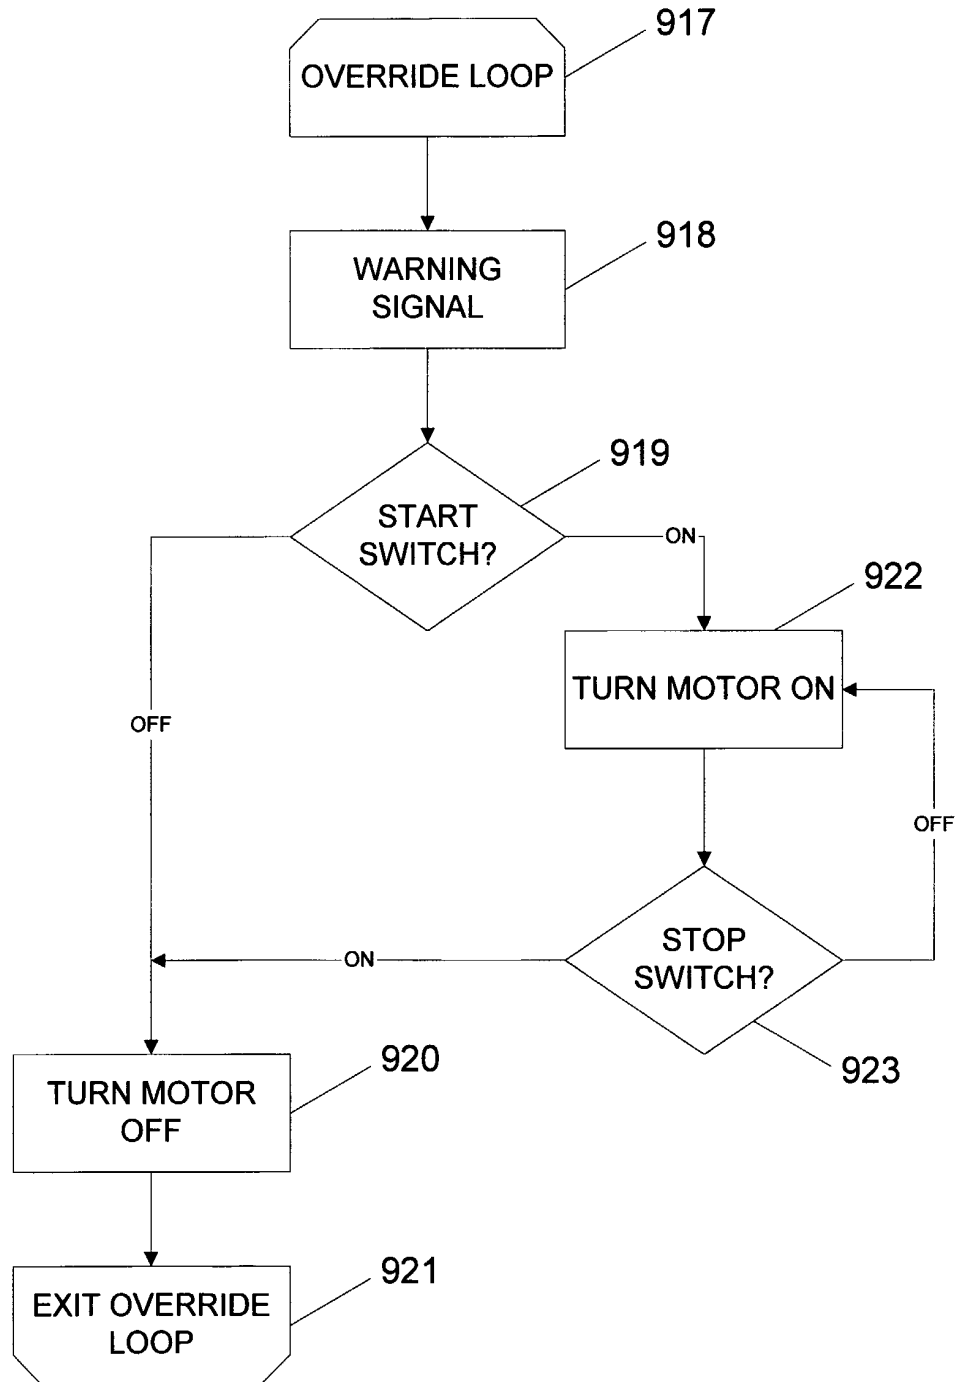 917
OVERRIDE LOOP
918
WARNING
SIGNAL
919
START
SWITCH?
ON
922
TURN MOTOR ON
OFF
OFF
STOP
SWITCH?
ON
923
920
TURN MOTOR
OFF
921
EXIT OVERRIDE
LOOP